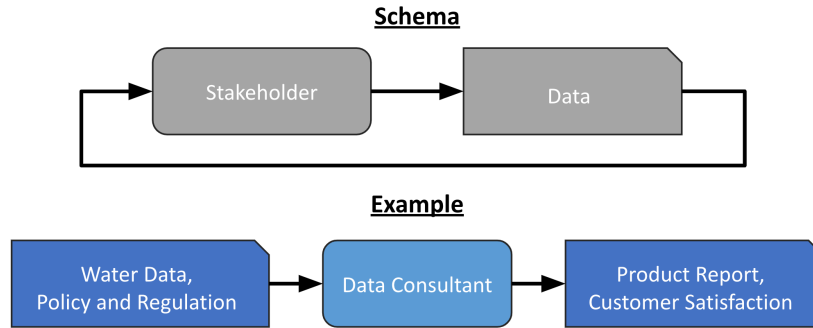 Schema
Stakeholder
Data
Example
Water Data,
Policy and Regulation
Data Consultant
Product Report,
Customer Satisfaction